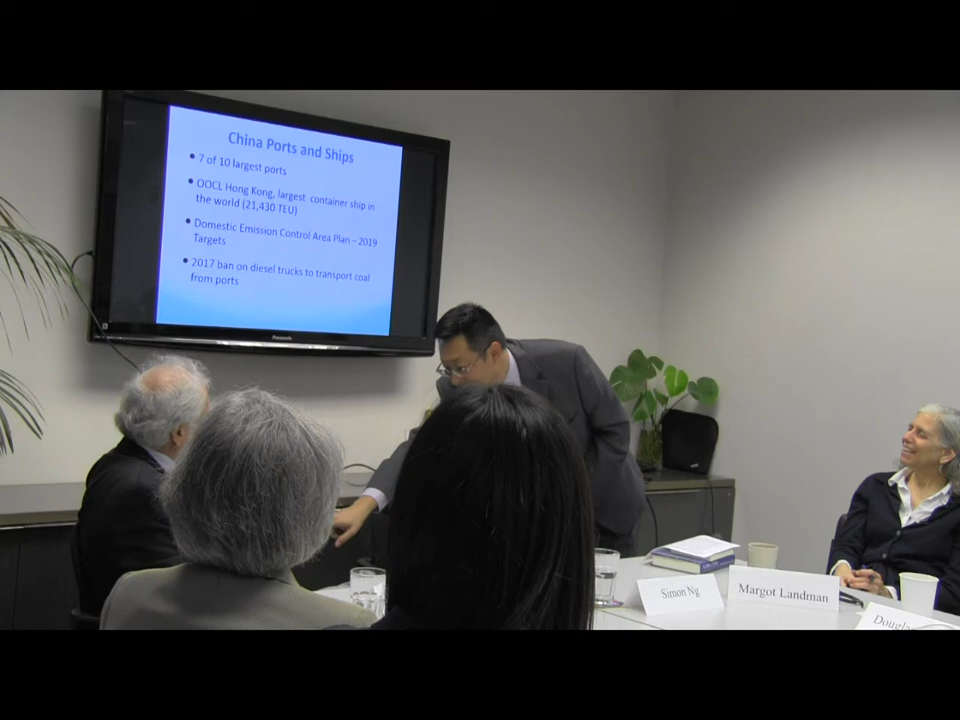 China Ports and Ships
• 7 of 10 largest ports
• OOCL Hong Kong, largest container ship in
the world (21,430 TEU)
• Domestic Emission Control Area Plan – 2019
Targets
• 2017 ban on diesel trucks to transport coal
from ports
Panasonic
Simon Ng
Margot Landman